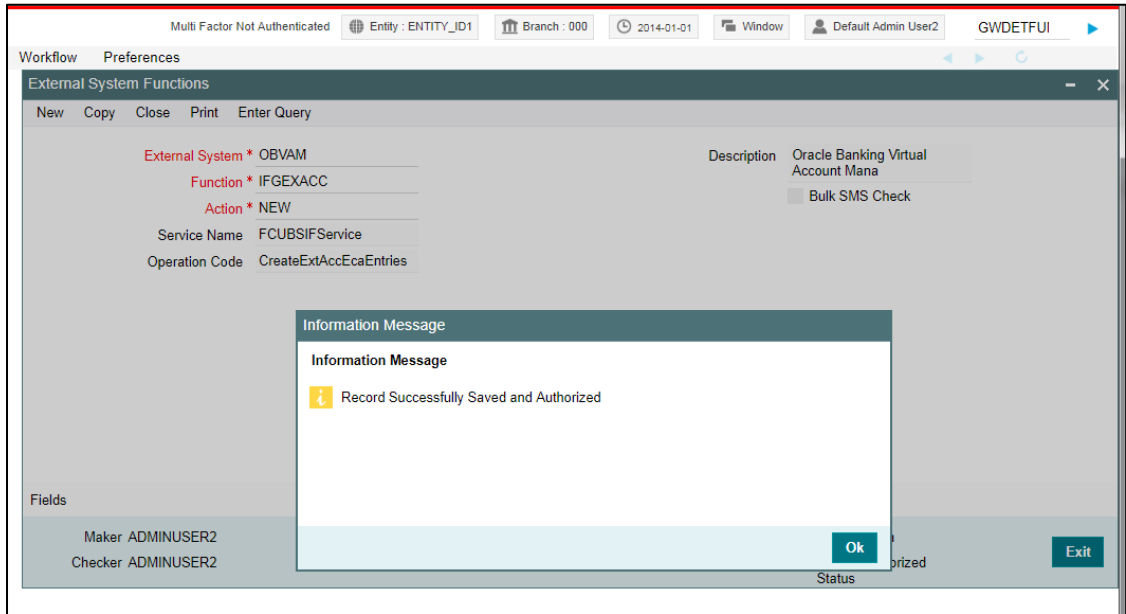 Multi Factor Not Authenticated Entity : ENTITY_ID1 Branch : 000 2014-01-01 Window Default Admin User2 GWDETFUI
Workflow Preferences
External System Functions
New Copy Close Print Enter Query
External System * OBVAM
Description Oracle Banking Virtual
Account Mana
Function * IFGEXACC
Bulk SMS Check
Action * NEW
Service Name FCUBSIFService
Operation Code CreateExtAccEcaEntries
Information Message
Information Message
Record Successfully Saved and Authorized
Ok
Fields
Maker ADMINUSER2
Checker ADMINUSER2
Status
Exit